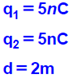 q₁ = 5nC
q₂ = 5nC
d = 2m